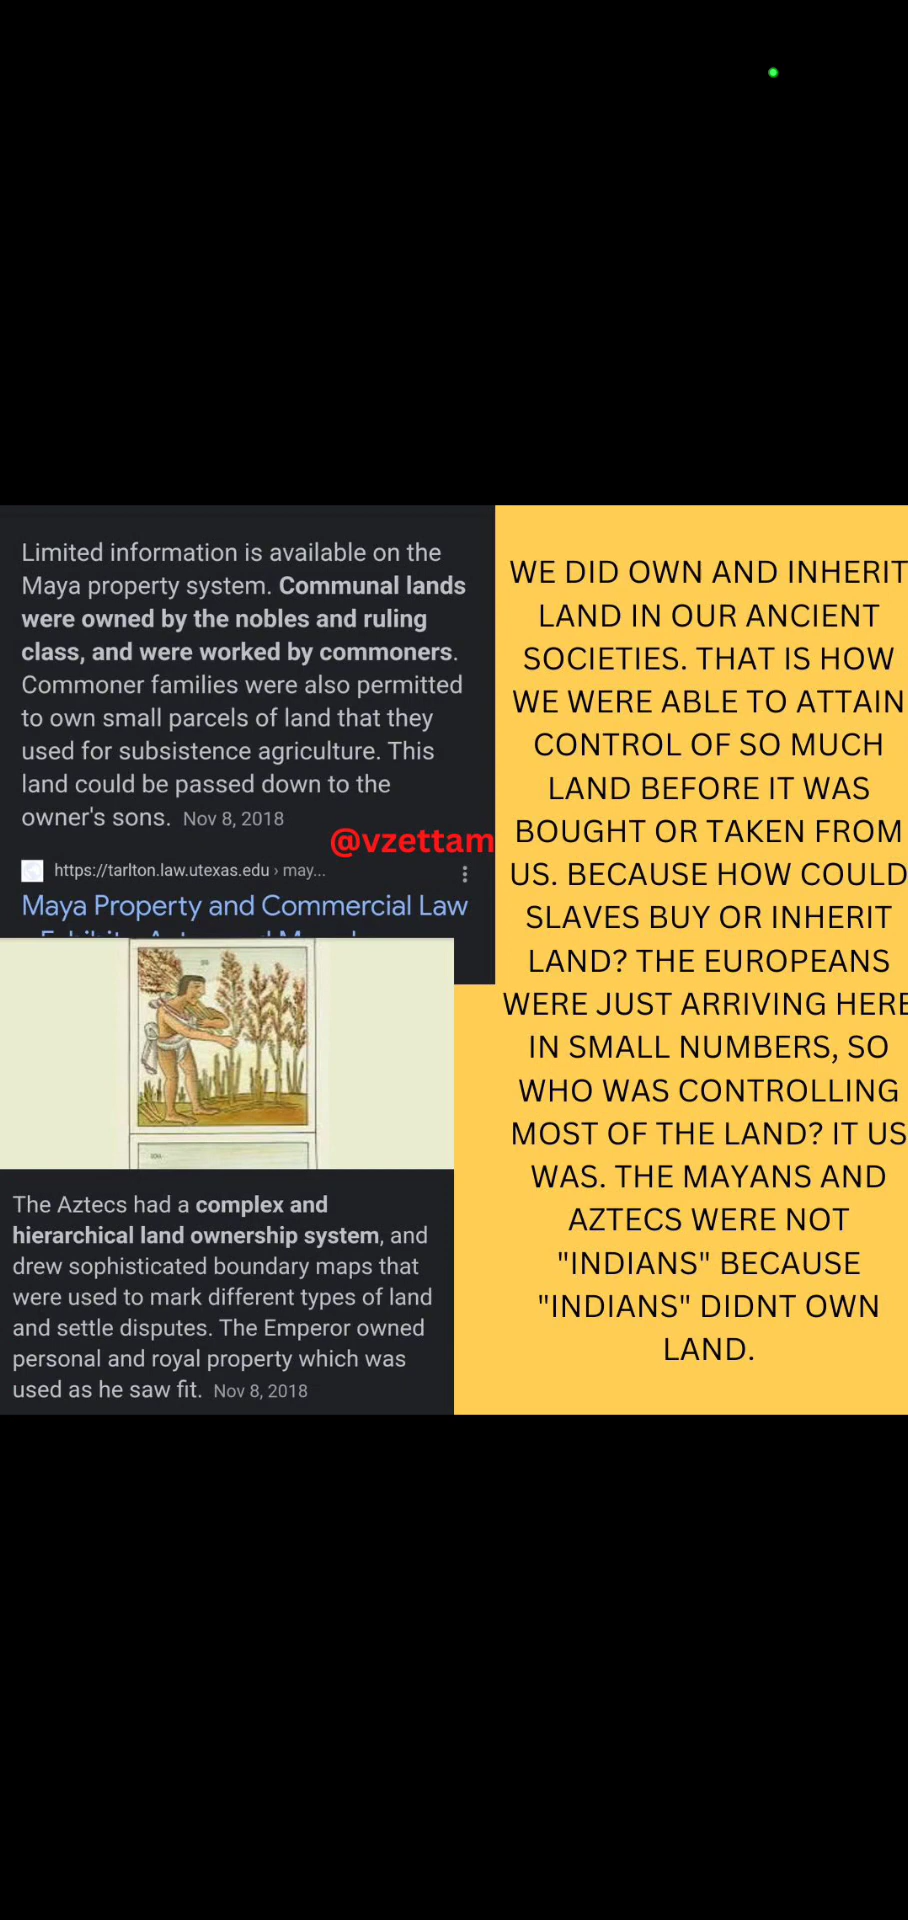 Limited information is available on the
Maya property system. Communal lands
were owned by the nobles and ruling
class, and were worked by commoners.
Commoner families were also permitted
to own small parcels of land that they
used for subsistence agriculture. This
land could be passed down to the
owner's sons. Nov 8, 2018
@vzettam
https://tarlton.law.utexas.edu › may...
Maya Property and Commercial Law
The Aztecs had a complex and
hierarchical land ownership system, and
drew sophisticated boundary maps that
were used to mark different types of land
and settle disputes. The Emperor owned
personal and royal property which was
used as he saw fit. Nov 8, 2018
WE DID OWN AND INHERIT
LAND IN OUR ANCIENT
SOCIETIES. THAT IS HOW
WE WERE ABLE TO ATTAIN
CONTROL OF SO MUCH
LAND BEFORE IT WAS
BOUGHT OR TAKEN FROM
US. BECAUSE HOW COULD
SLAVES BUY OR INHERIT
LAND? THE EUROPEANS
WERE JUST ARRIVING HERE
IN SMALL NUMBERS, SO
WHO WAS CONTROLLING
MOST OF THE LAND? IT US
WAS. THE MAYANS AND
AZTECS WERE NOT
"INDIANS" BECAUSE
"INDIANS" DIDNT OWN
LAND.